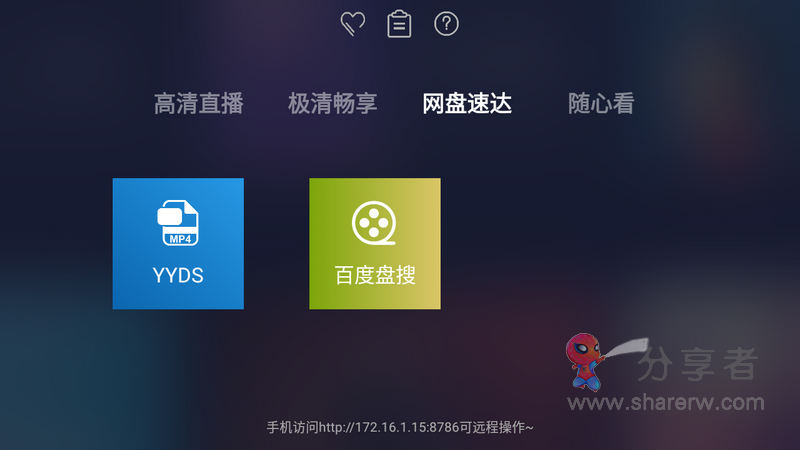 高清直播 极清畅享 网盘速达 随心看
MP4
YYDS 百度盘搜
分享者
www.sharerw.com
手机访问http://172.16.1.15:8786可远程操作~